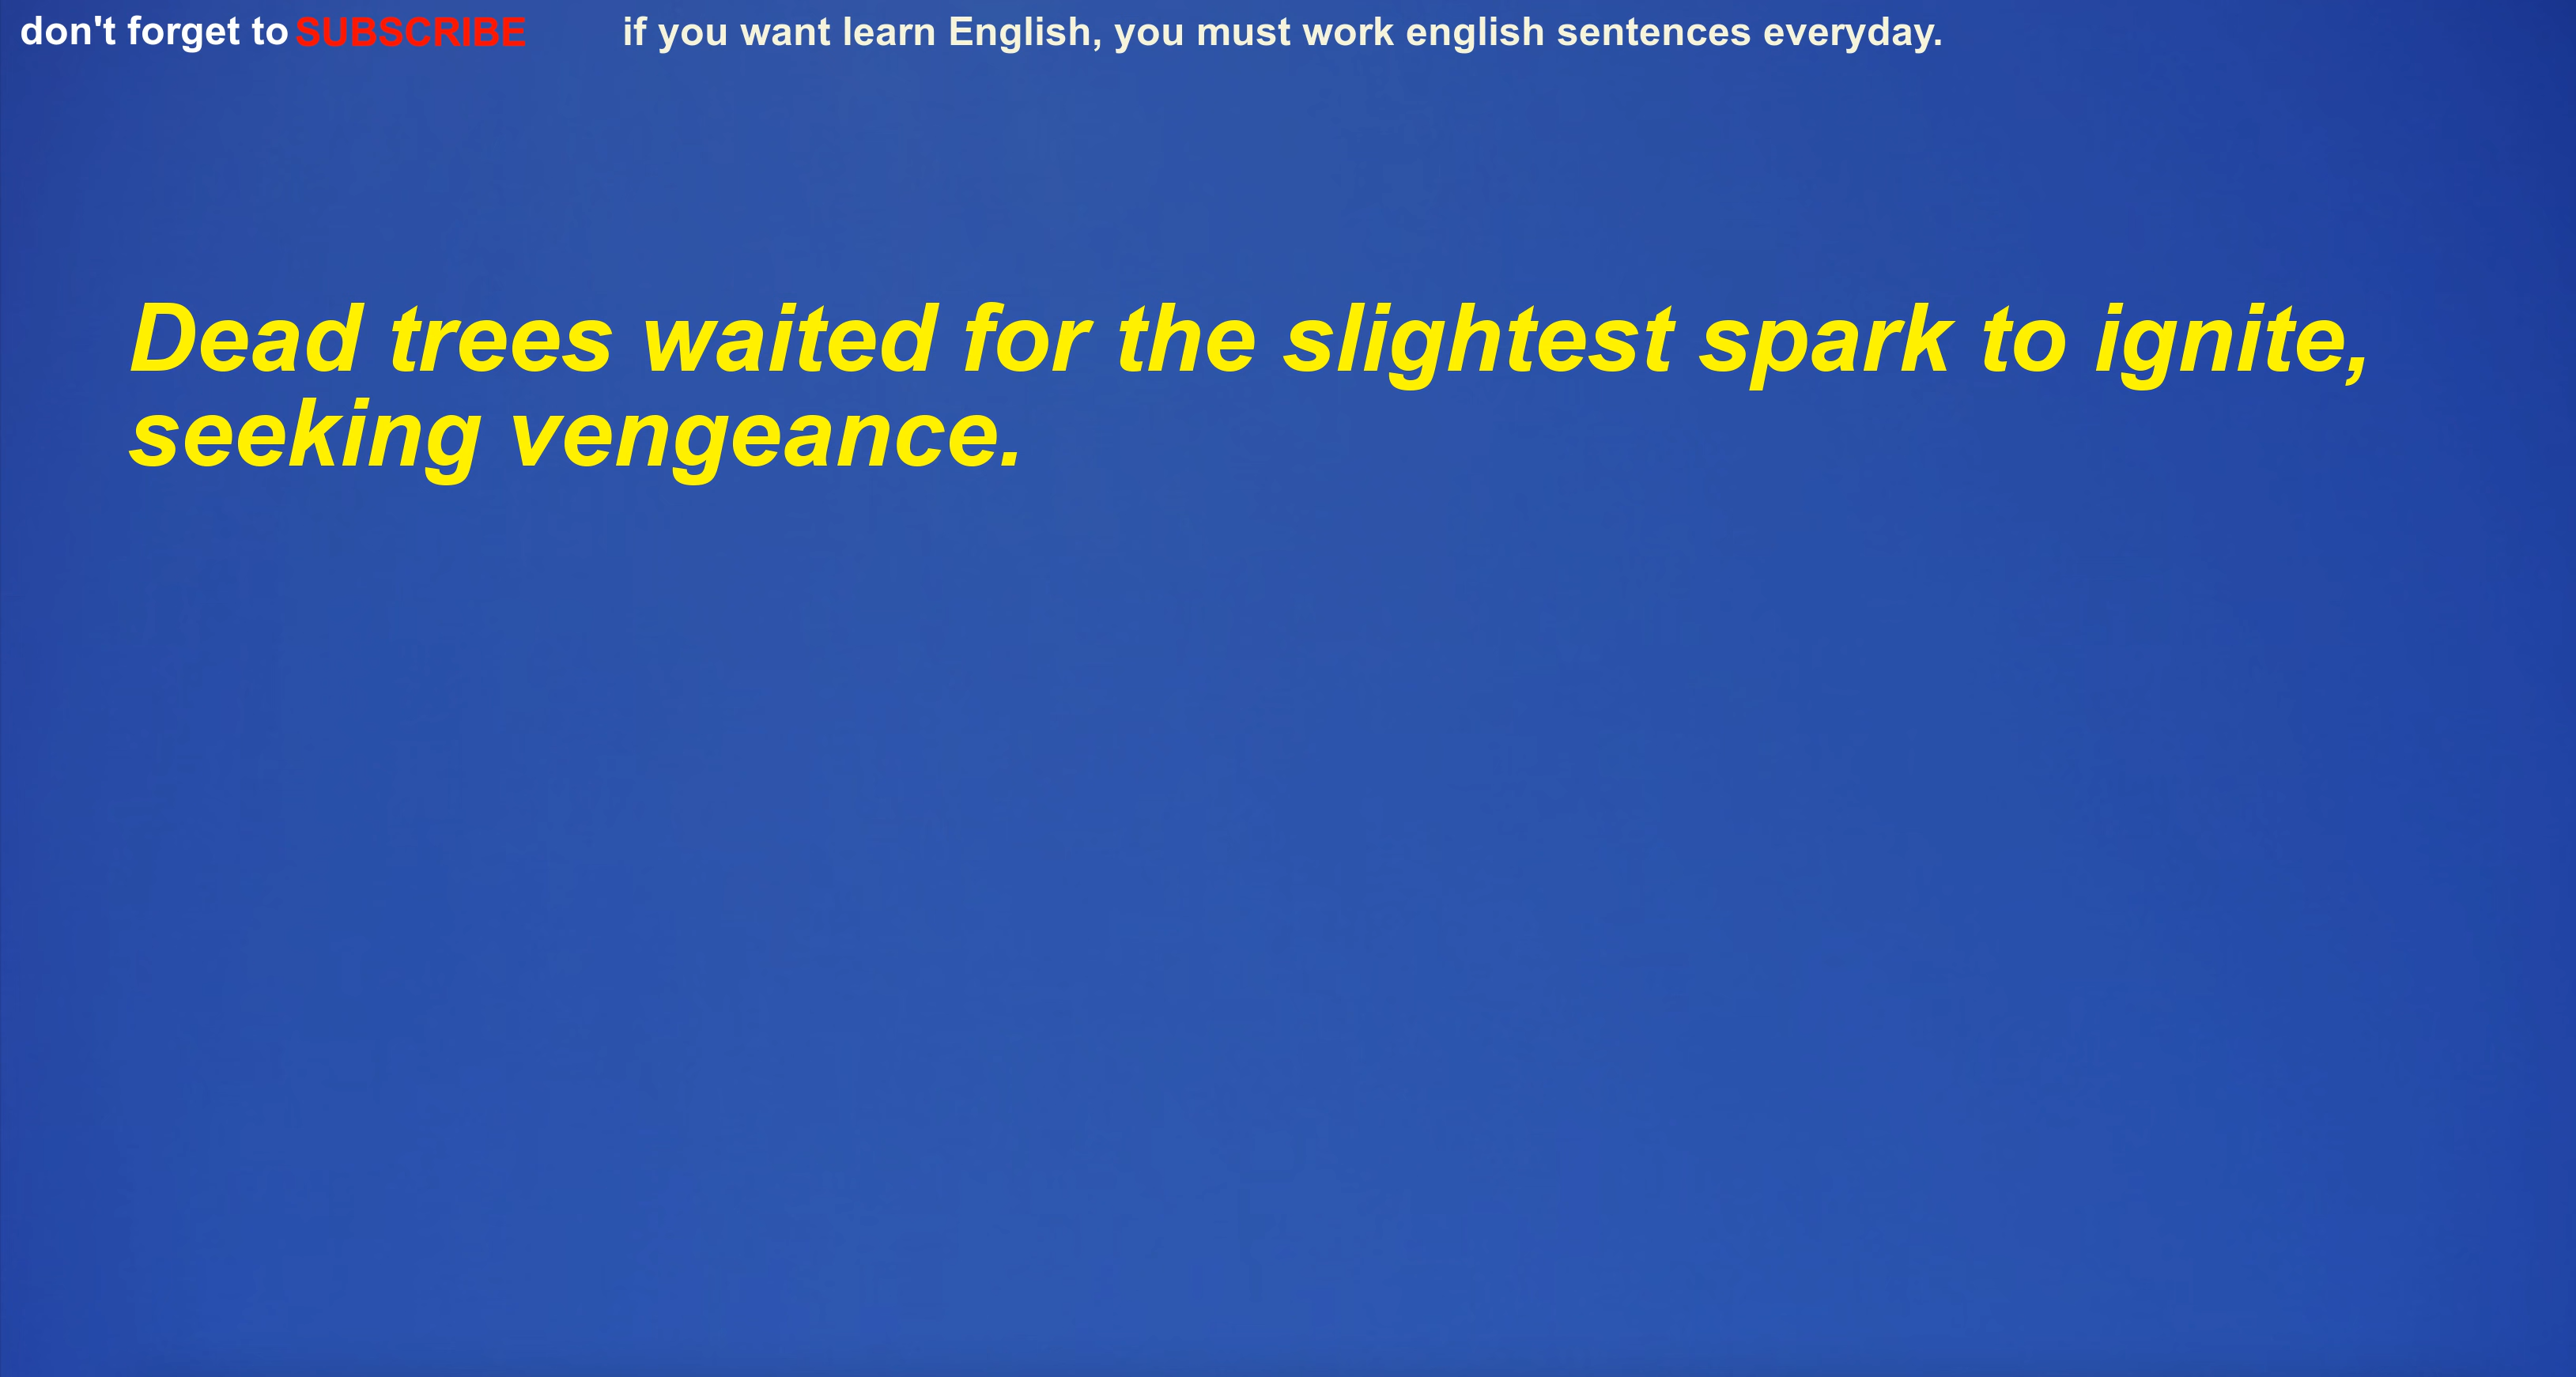 don't forget to SUBSCRIBE if you want learn English, you must work english sentences everyday.
Dead trees waited for the slightest spark to ignite,
seeking vengeance.